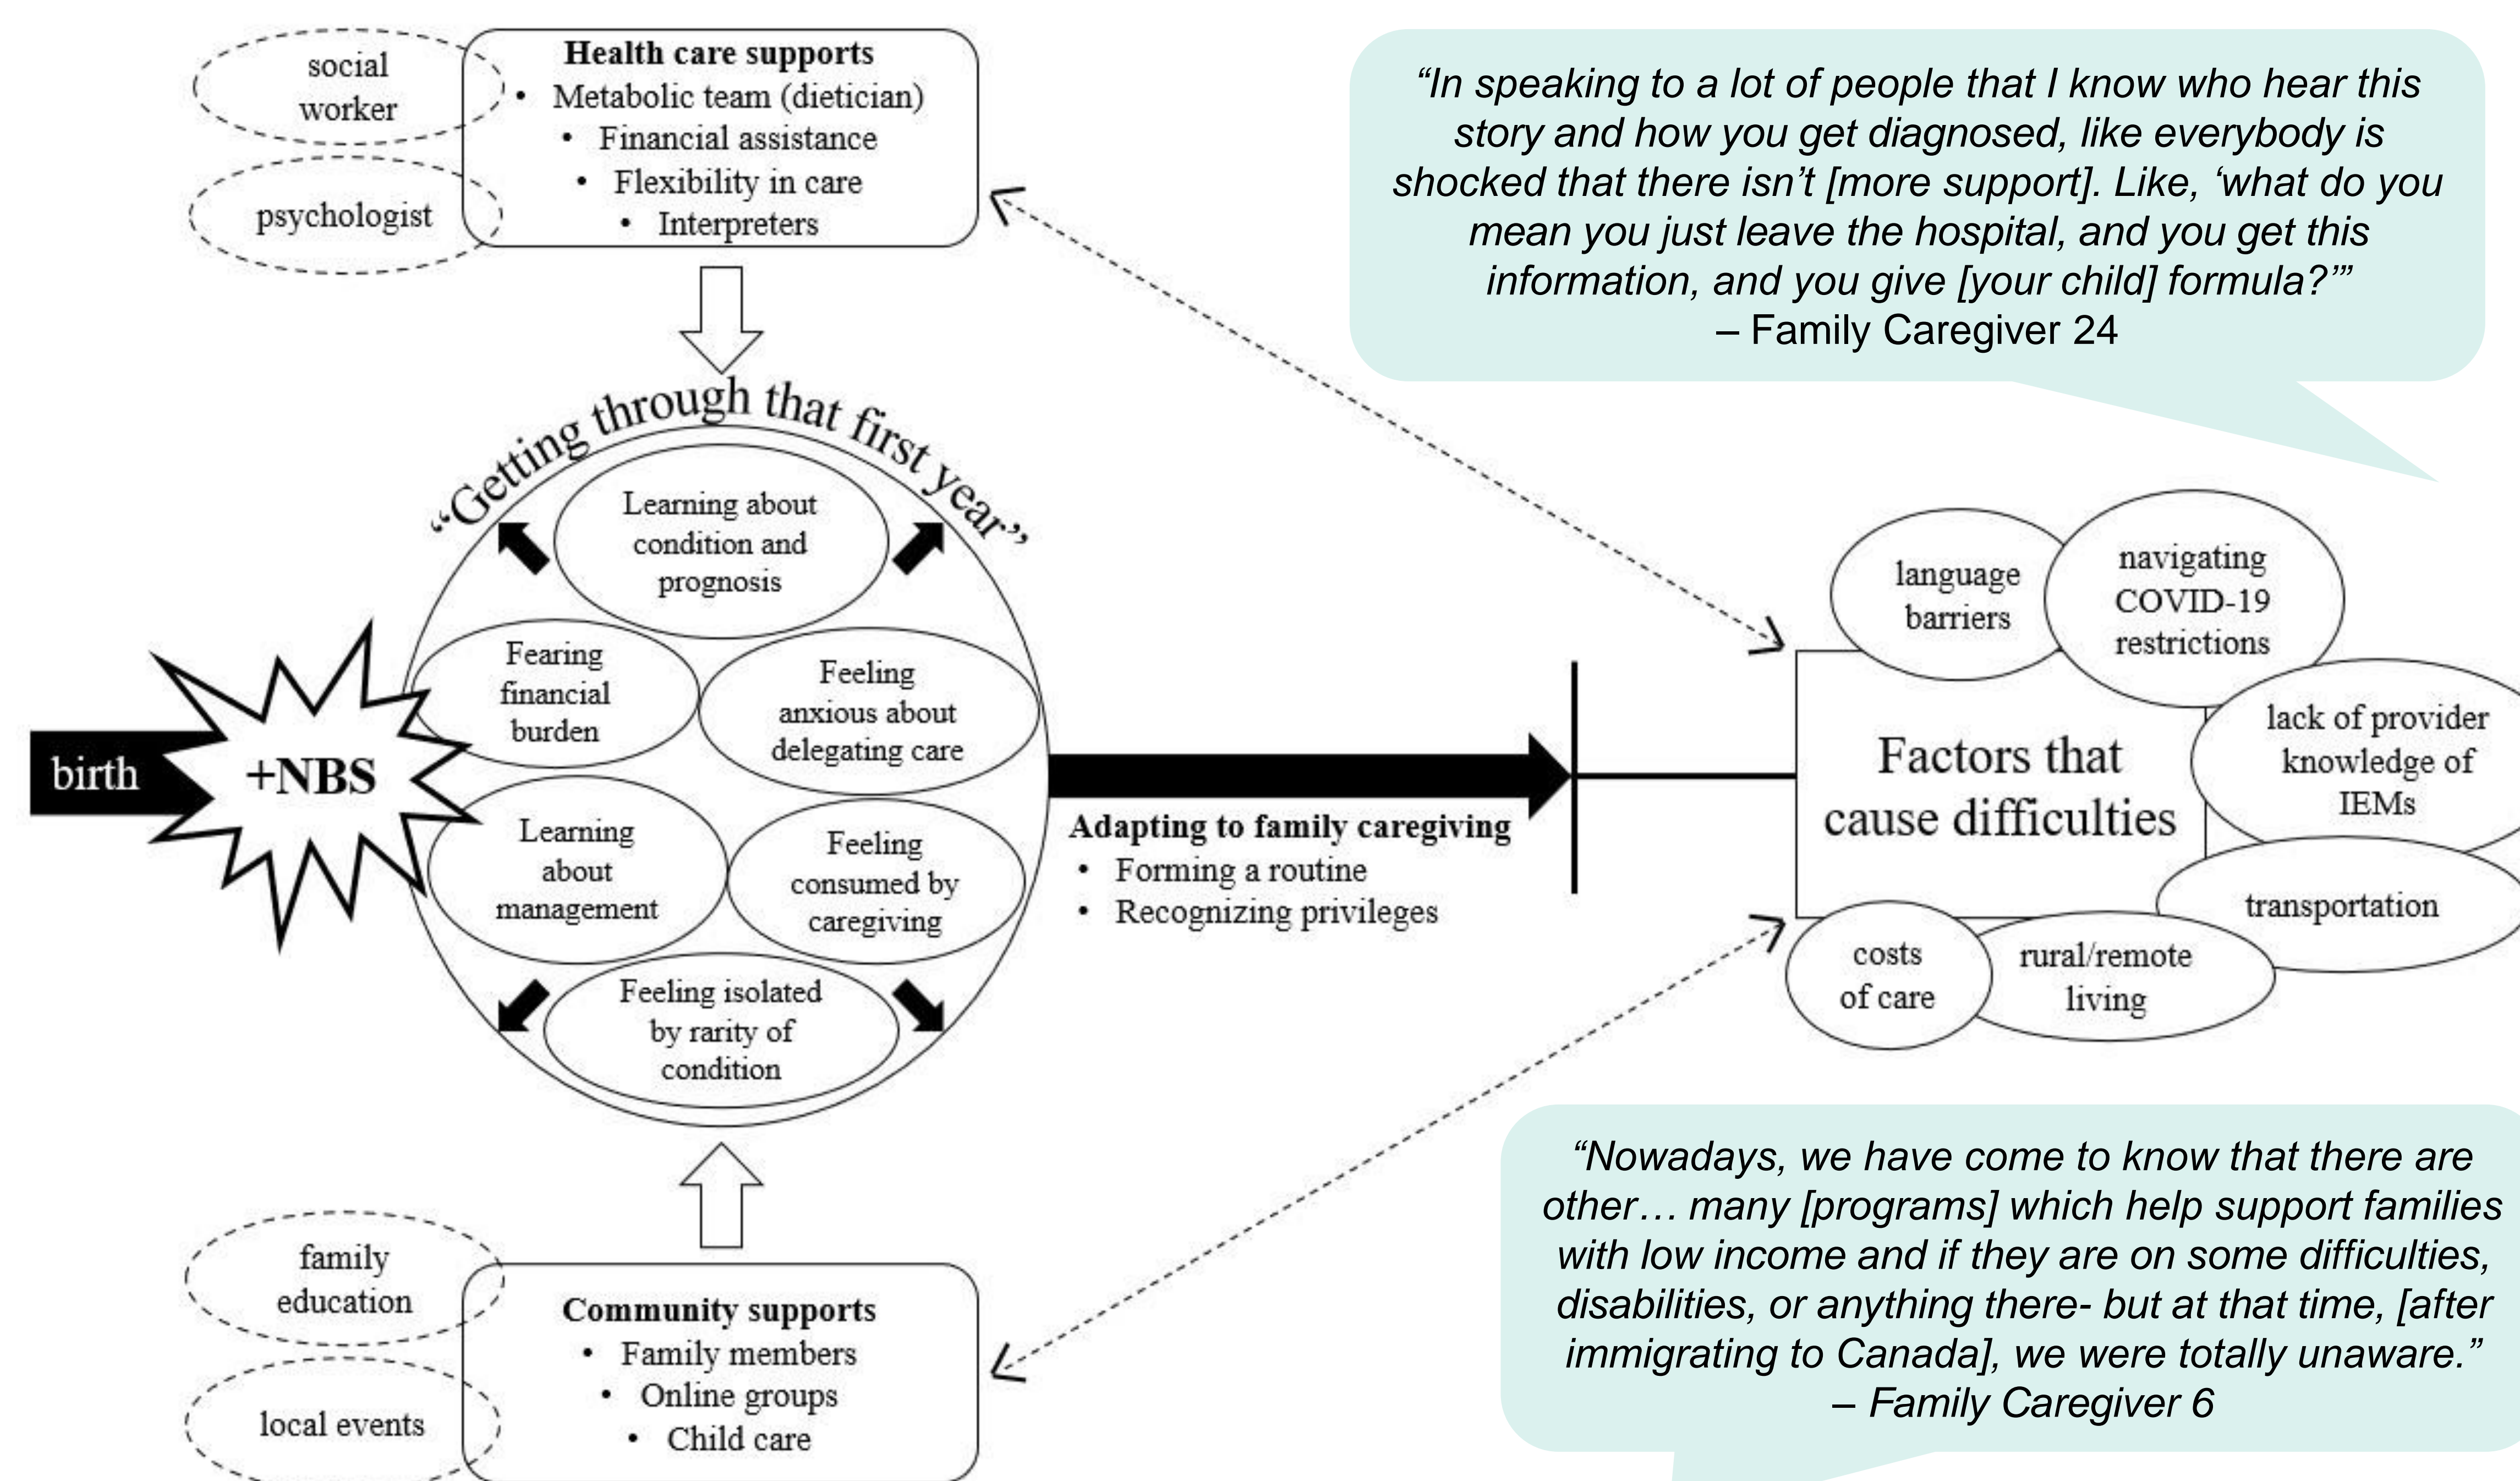 social
worker
psychologist
Health care supports
• Metabolic team (dietician)
• Financial assistance
• Flexibility in care
• Interpreters
“In speaking to a lot of people that I know who hear this
story and how you get diagnosed, like everybody is
shocked that there isn’t [more support]. Like, ‘what do you
mean you just leave the hospital, and you get this
information, and you give [your child] formula?’”
– Family Caregiver 24
“Getting through that first year”
Learning about
condition and
prognosis
Fearing
financial
burden
Feeling
anxious about
delegating care
birth
+NBS
Learning
about
management
Feeling
consumed by
caregiving
Feeling isolated
by rarity of
condition
Adapting to family caregiving
• Forming a routine
• Recognizing privileges
language
barriers
navigating
COVID-19
restrictions
lack of provider
knowledge of
IEMs
Factors that
cause difficulties
transportation
costs
of care
rural/remote
living
family
education
local events
Community supports
• Family members
• Online groups
• Child care
“Nowadays, we have come to know that there are
other… many [programs] which help support families
with low income and if they are on some difficulties,
disabilities, or anything there- but at that time, [after
immigrating to Canada], we were totally unaware.”
– Family Caregiver 6